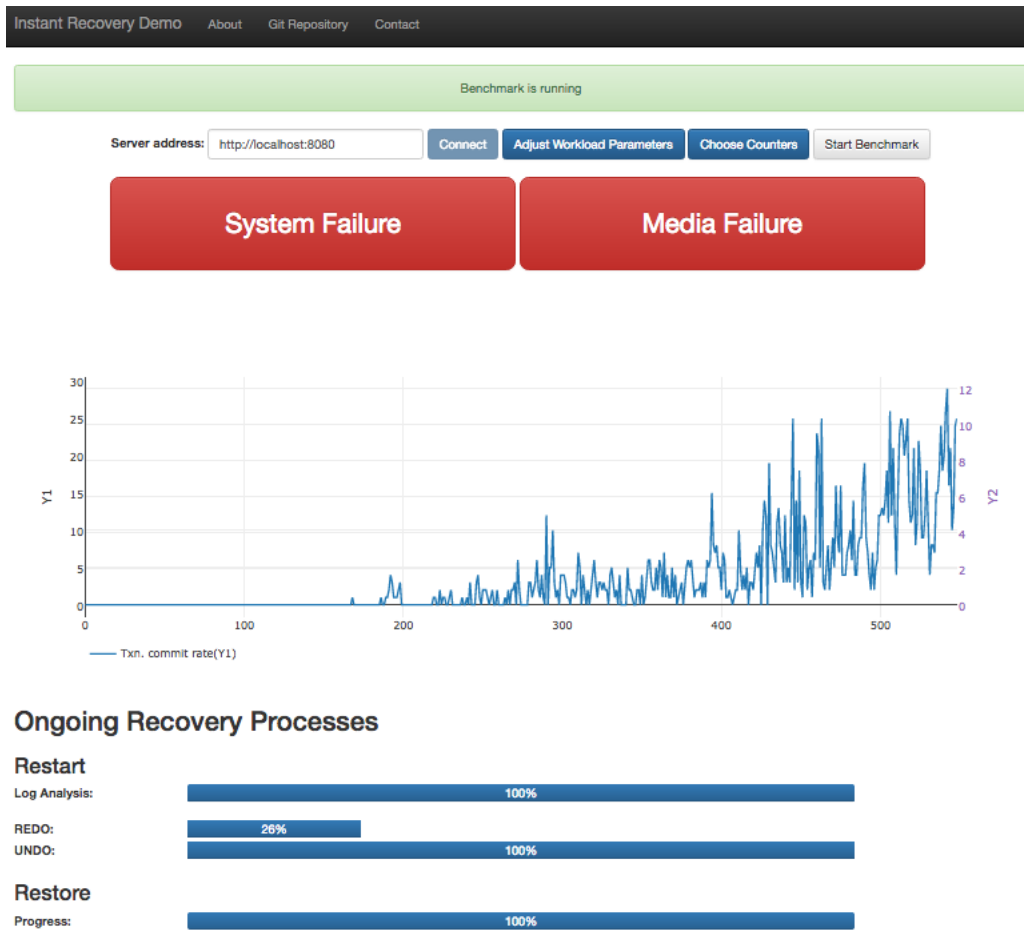 Instant Recovery Demo About Git Repository Contact
Benchmark is running
Server address: http://localhost:8080 Connect Adjust Workload Parameters Choose Counters Start Benchmark
System Failure Media Failure
30
25
20
15
10
5
0
Y1
12
10
8
6
4
2
0
Y2
0 100 200 300 400 500
Txn. commit rate(Y1)
Ongoing Recovery Processes
Restart
Log Analysis: 100%
REDO: 26%
UNDO: 100%
Restore
Progress: 100%